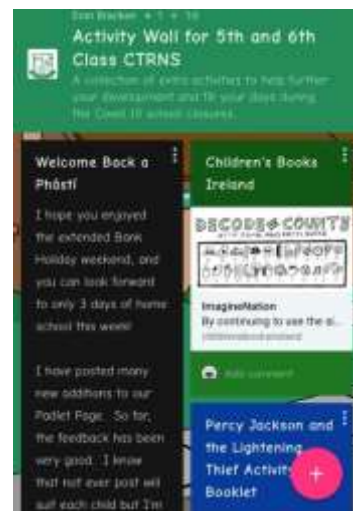 Activity Wall for 5th and 6th
Class CTRNS
A collection of extra activities to help further
your development and fill your days during
the Covid 19 school closures.
Welcome Back a
Pháistí
I hope you enjoyed
the extended Bank
Holiday weekend, and
you can look forward
to only 3 days of home
school this week!
I have posted many
new additions to our
Padlet Page. So far,
the feedback has been
very good. I know
that not ever post will
suit each child but I'm
Children's Books
Ireland
DECODE A COUNTY
ImagineNation
By continuing to use the si...
Add comment
Percy Jackson and
the Lightening
Thief Activity
Booklet